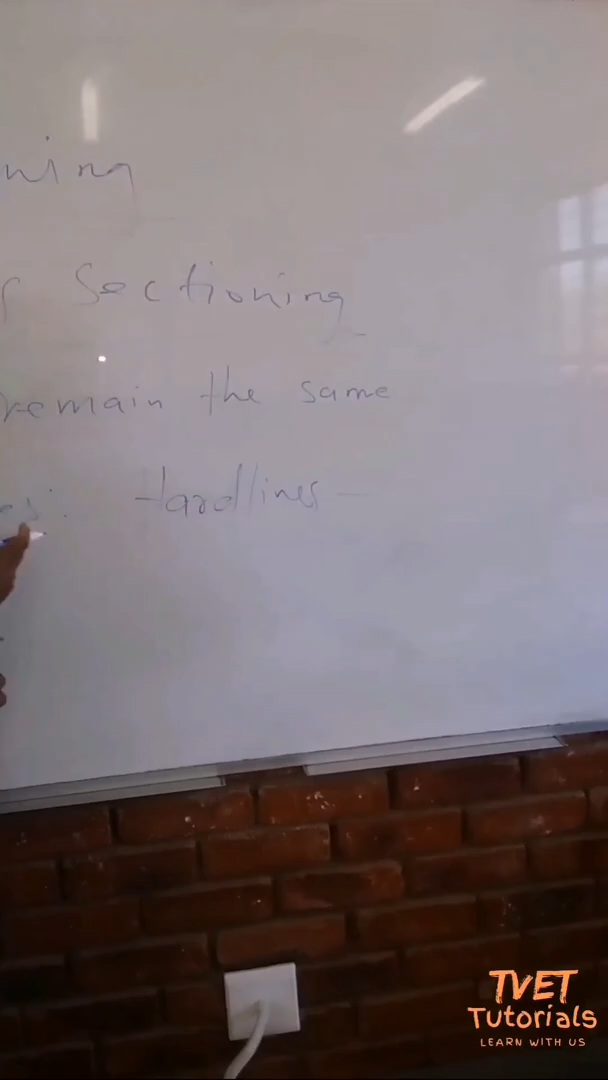 ning
Sectioning
remain the same
Hardlines -
TVET
Tutorials
LEARN WITH US